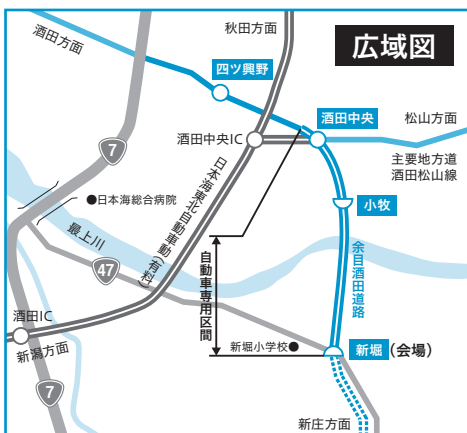 広域図
秋田方面
酒田方面
四ツ興野
酒田中央
松山方面
酒田中央IC
主要地方道
酒田松山線
7
日本海東北自動車動(有料)
●日本海総合病院
小牧
最上川
余目酒田道路
47
自動車専用区間
酒田IC
新潟方面
新堀小学校●
新堀(会場)
7
新庄方面